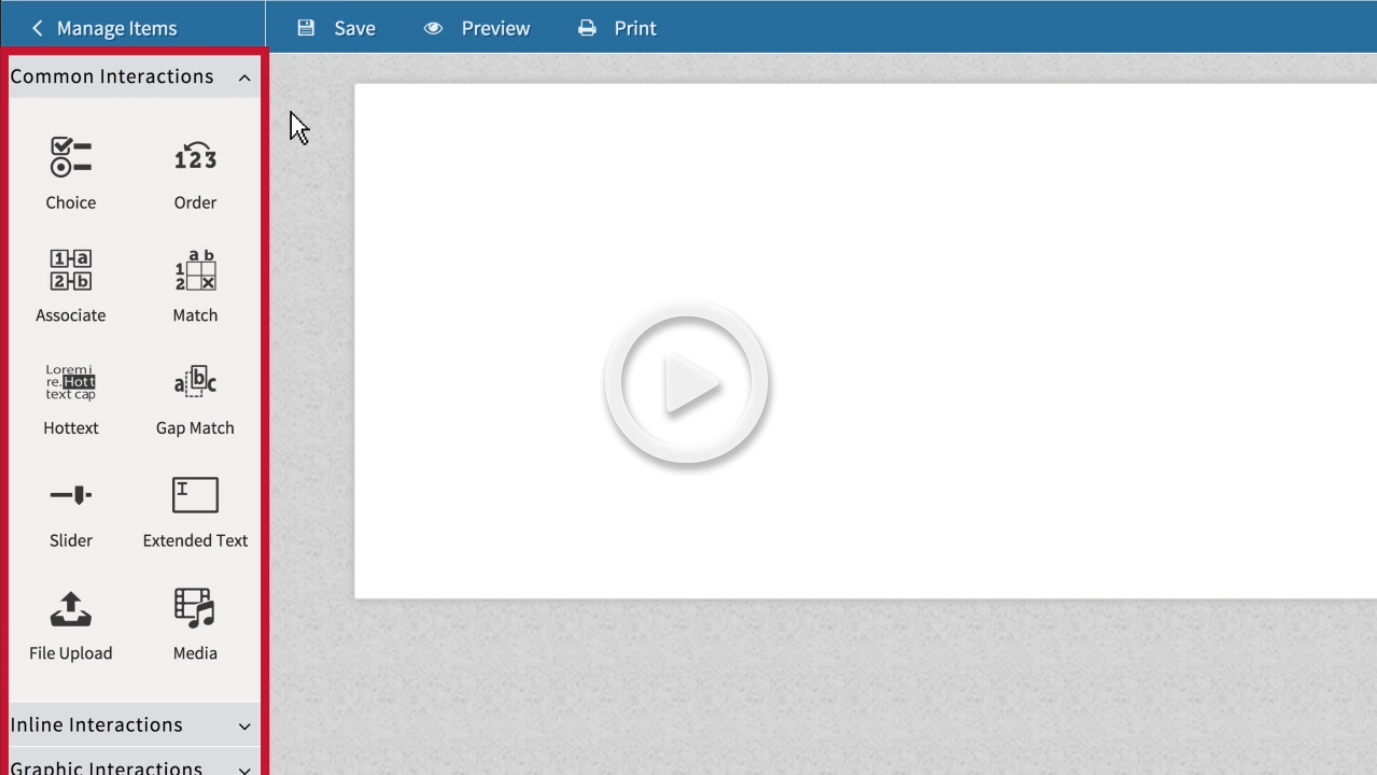 Manage Items Save Preview Print
Common Interactions
123
Choice Order
1 a a b
1
2 b 2 x
Associate Match
Lorem i
re. Hott
text cap
a b c
Hottext Gap Match
I
Slider Extended Text
File Upload Media
Inline Interactions
Graphic Interactions